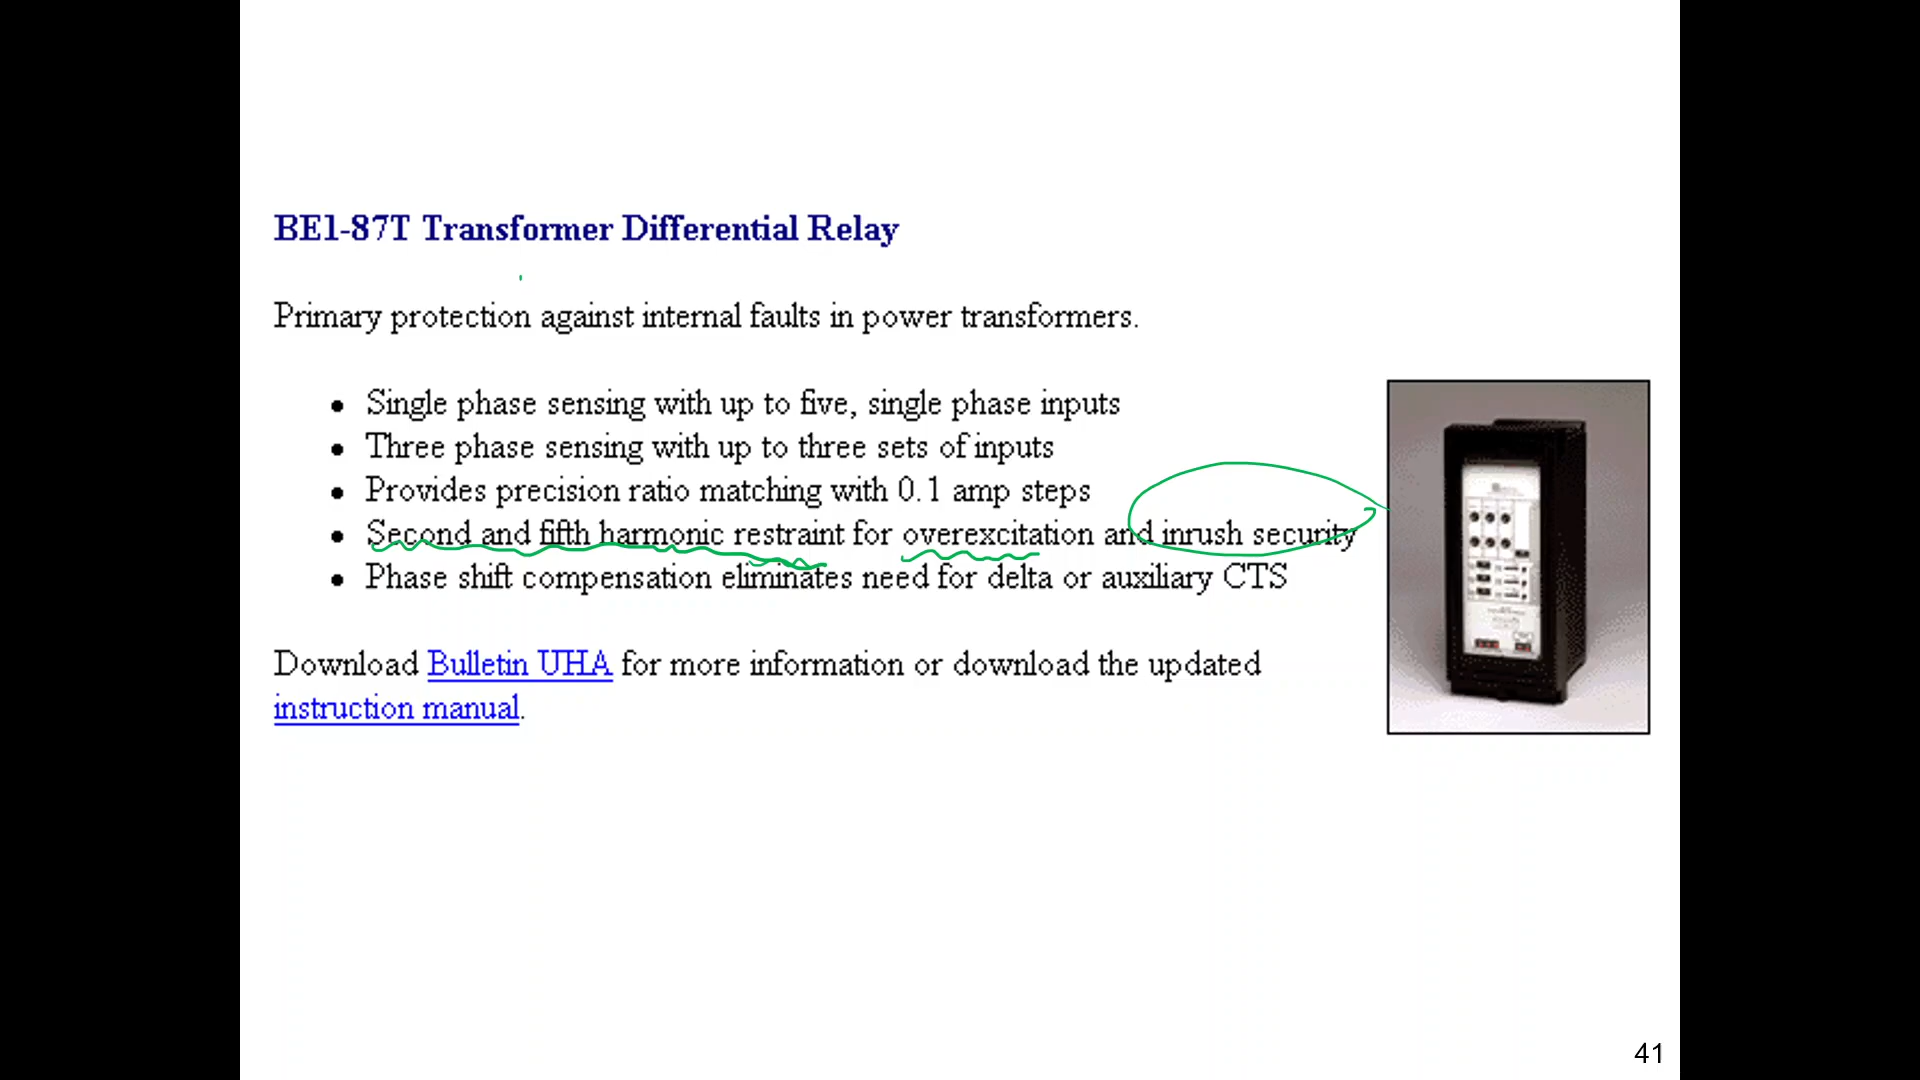 BE1-87T Transformer Differential Relay
Primary protection against internal faults in power transformers.
• Single phase sensing with up to five, single phase inputs
• Three phase sensing with up to three sets of inputs
• Provides precision ratio matching with 0.1 amp steps
• Second and fifth harmonic restraint for overexcitation and inrush security
• Phase shift compensation eliminates need for delta or auxiliary CTS
Download Bulletin UHA for more information or download the updated
instruction manual.
41